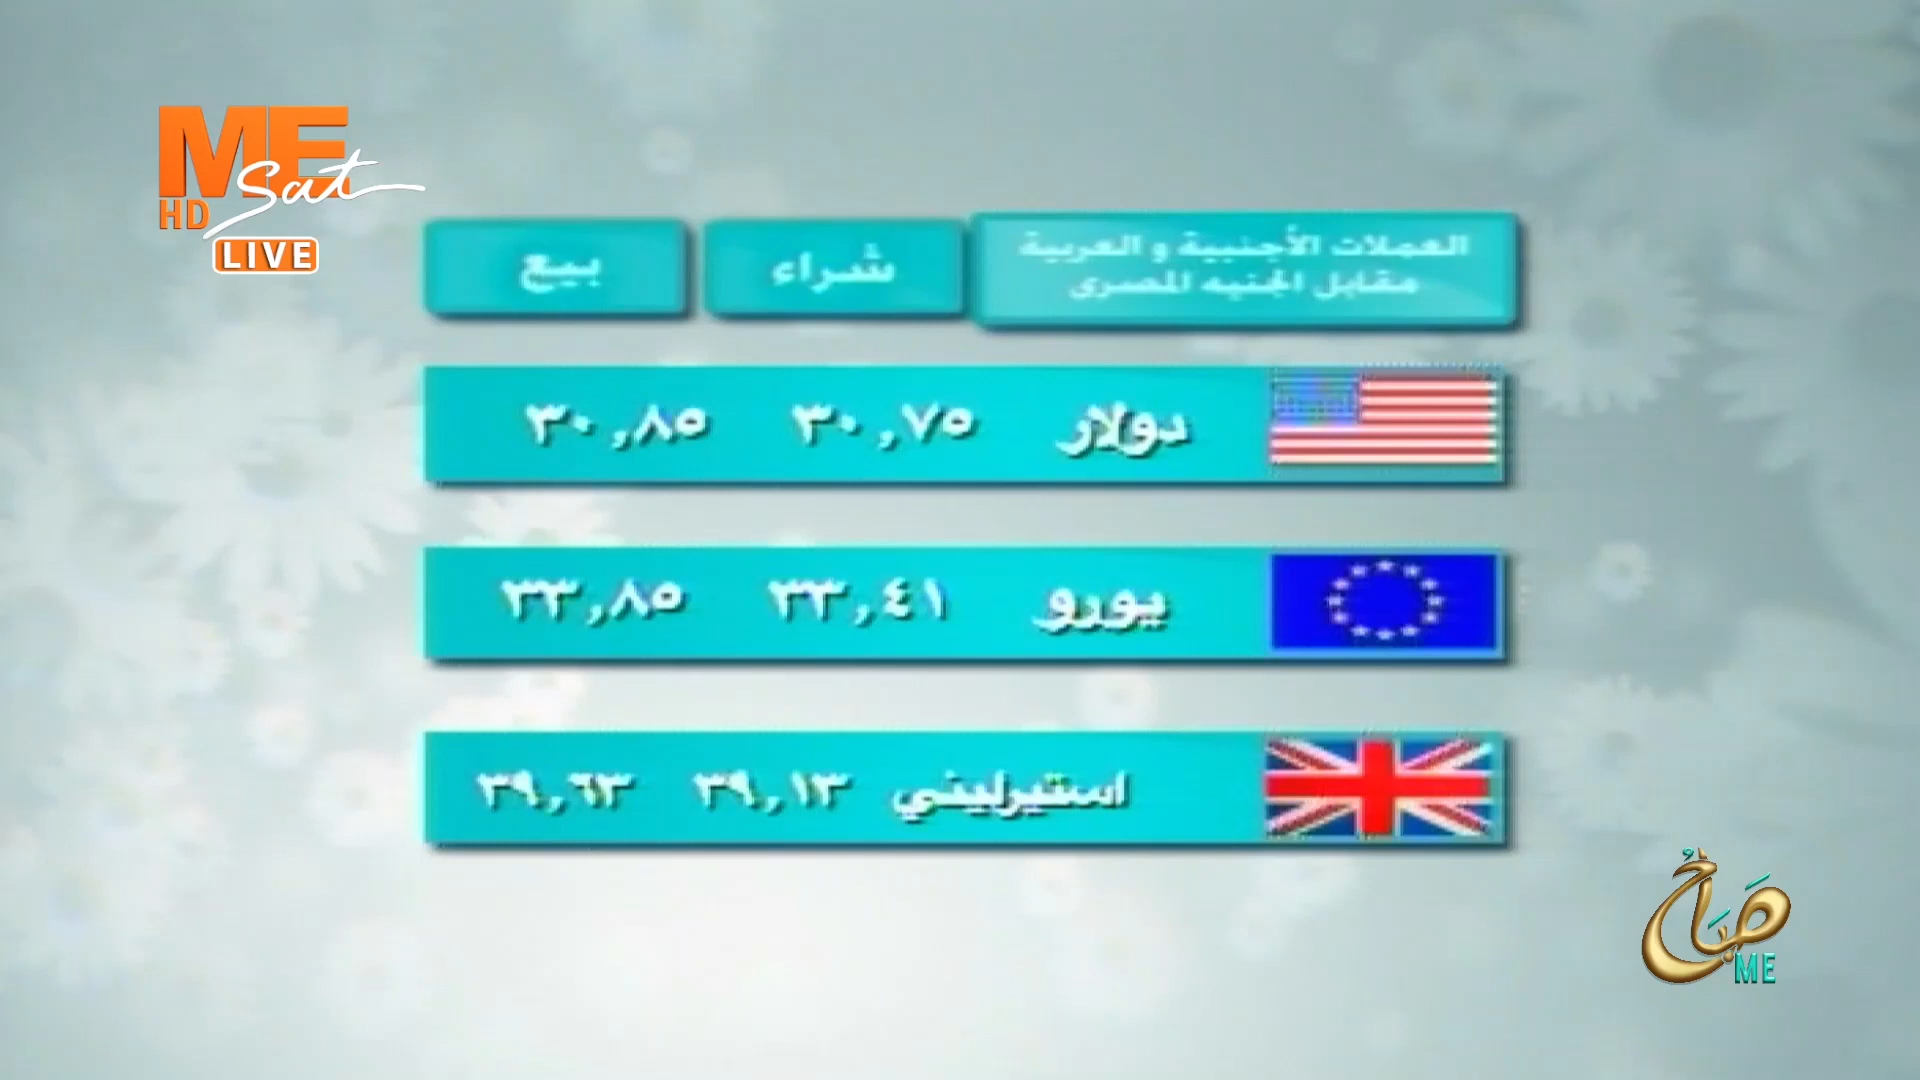 ME
Sat
HD
LIVE
العملات الأجنبية و العربية
مقابل الجنيه المصرى
شراء
بيع
دولار ٣٠,٧٥ ٣٠,٨٥
يورو ٣٣,٤١ ٣٣,٨٥
استيرليني ٣٩,١٣ ٣٩,٦٣
صَبَاحُ
ME